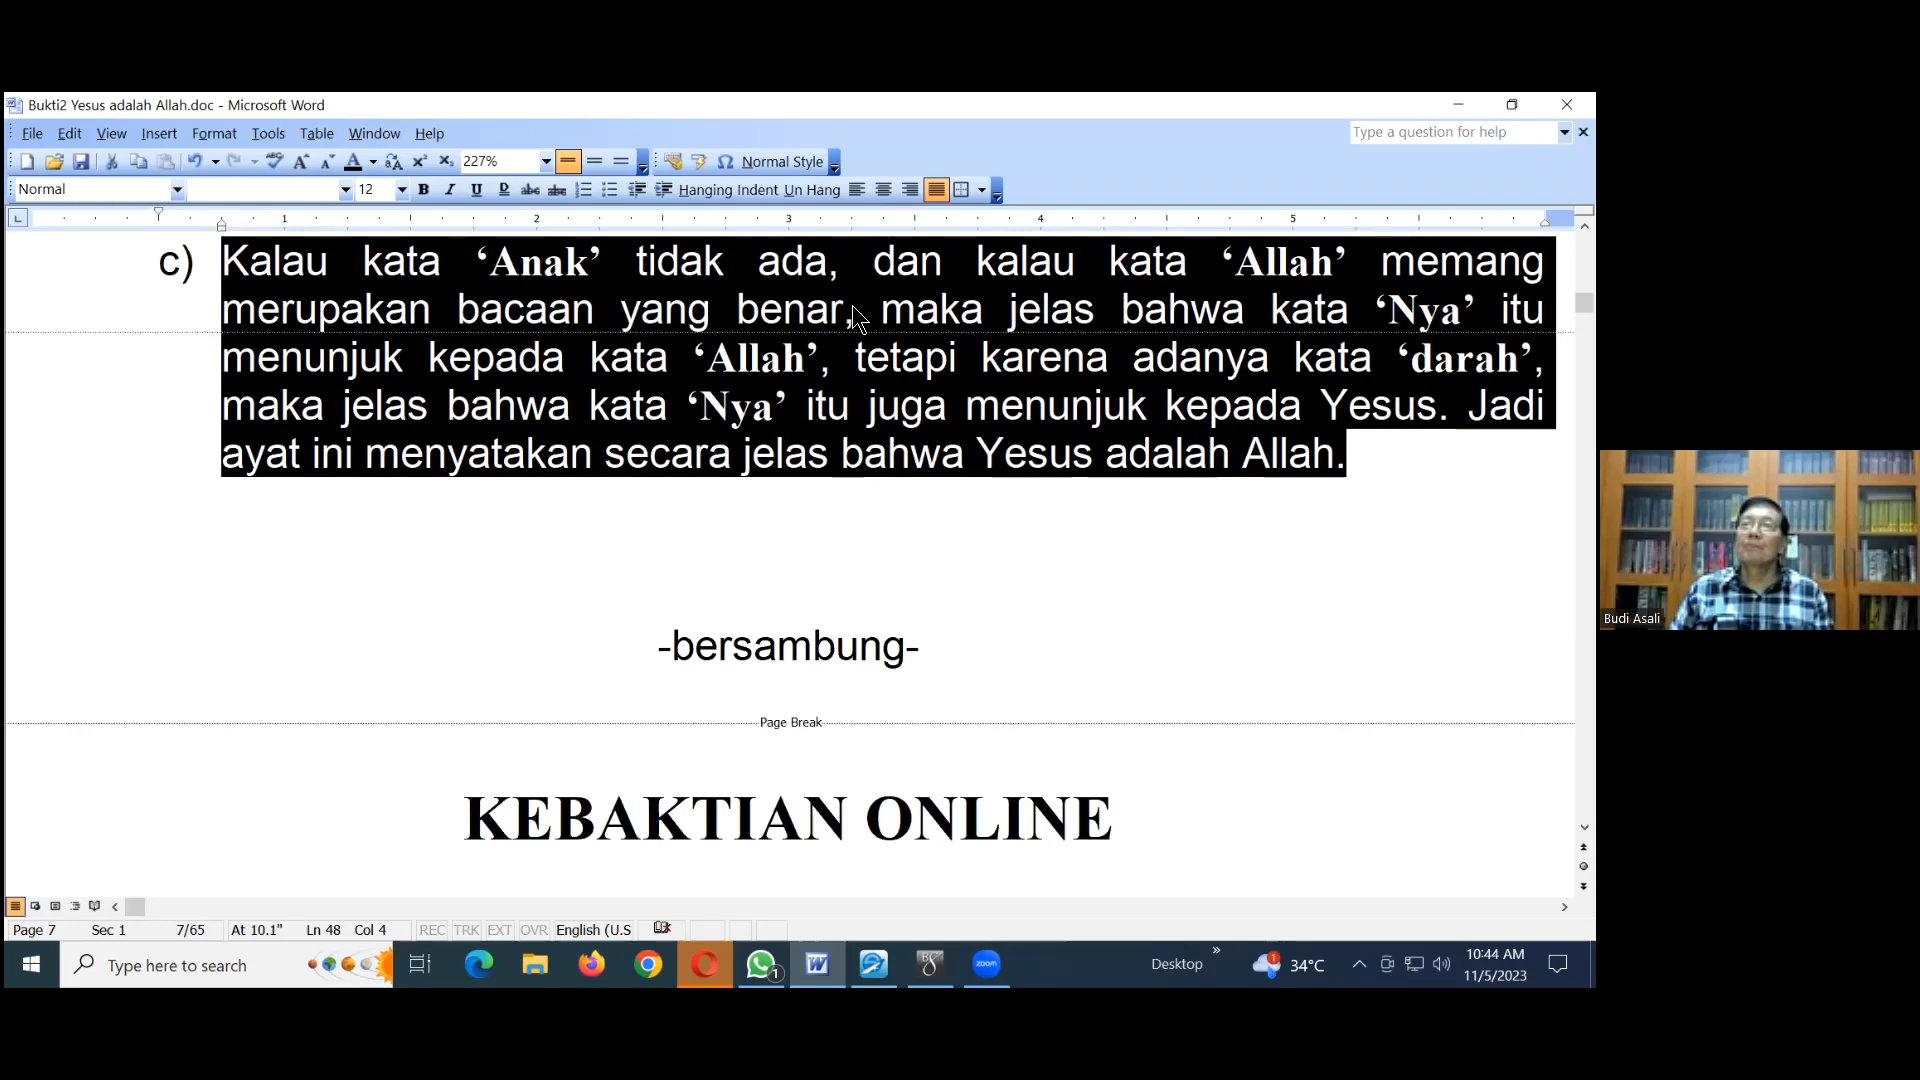 Bukti2 Yesus adalah Allah.doc - Microsoft Word
File Edit View Insert Format Tools Table Window Help
Type a question for help
227%
Normal Style
Normal
12
Hanging Indent Un Hang
1 2 3 4 5
c) Kalau kata ‘Anak’ tidak ada, dan kalau kata ‘Allah’ memang
merupakan bacaan yang benar, maka jelas bahwa kata ‘Nya’ itu
menunjuk kepada kata ‘Allah’, tetapi karena adanya kata ‘darah’,
maka jelas bahwa kata ‘Nya’ itu juga menunjuk kepada Yesus. Jadi
ayat ini menyatakan secara jelas bahwa Yesus adalah Allah.
Budi Asali
-bersambung-
Page Break
KEBAKTIAN ONLINE
Page 7 Sec 1 7/65 At 10.1" Ln 48 Col 4 REC TRK EXT OVR English (U.S
Type here to search
zoom
Desktop
34°C
10:44 AM
11/5/2023